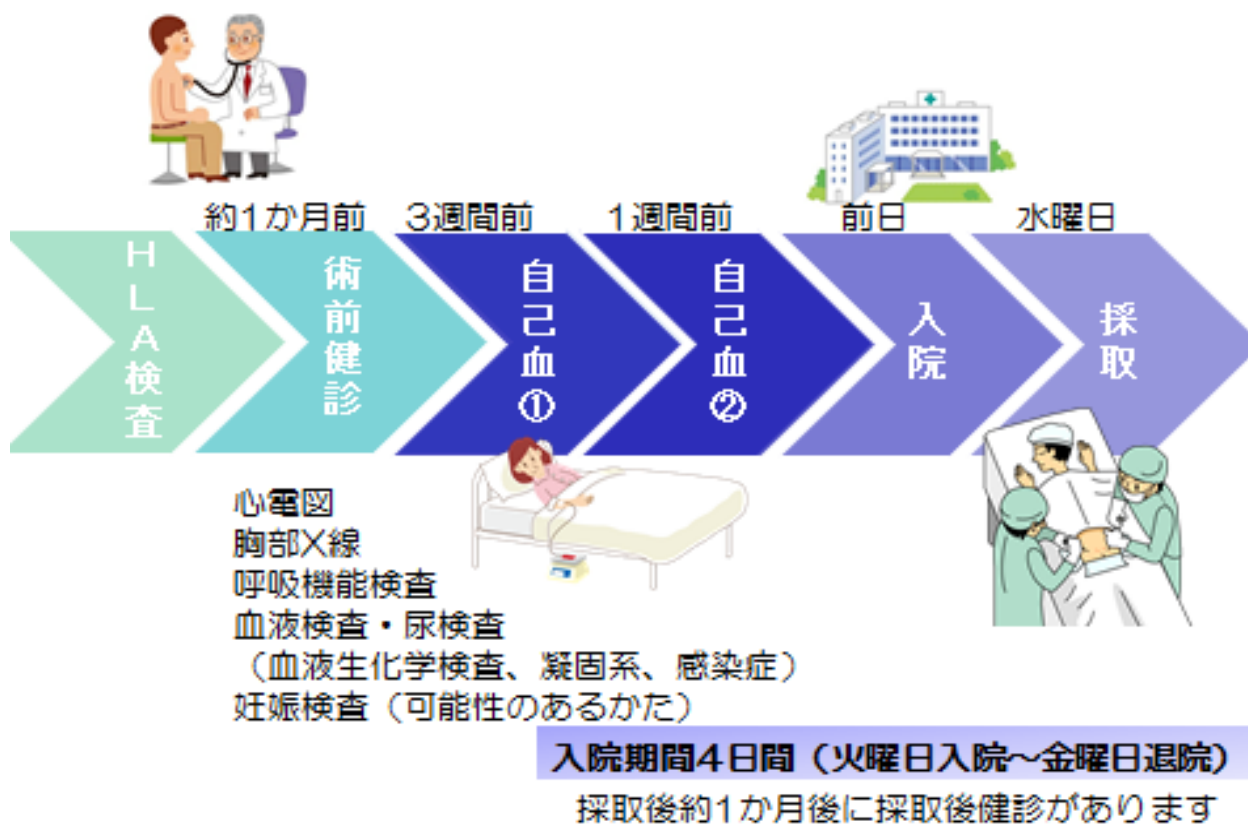 約1か月前 3週間前 1週間前 前日 水曜日
HLA検査
術前健診
自己血①
自己血②
入院
採取
心電図
胸部X線
呼吸機能検査
血液検査・尿検査
（血液生化学検査、凝固系、感染症）
妊娠検査（可能性のあるかた）
入院期間4日間（火曜日入院～金曜日退院）
採取後約1か月後に採取後健診があります